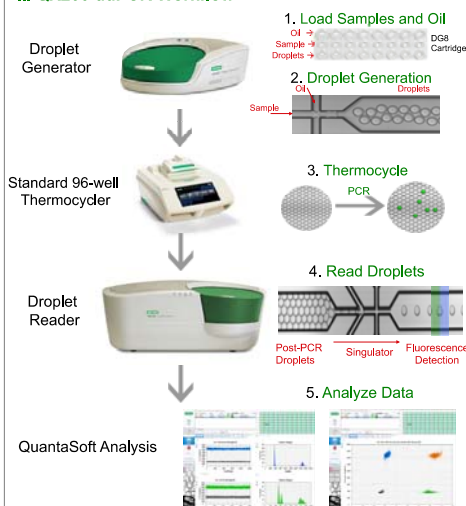 Droplet
Generator
1. Load Samples and Oil
Oil
Sample
Droplets
DG8
Cartridge
2. Droplet Generation
Oil
Droplets
Sample
Standard 96-well
Thermocycler
3. Thermocycle
PCR
Droplet
Reader
4. Read Droplets
Post-PCR
Droplets
Singulator
Fluorescence
Detection
5. Analyze Data
QuantaSoft Analysis